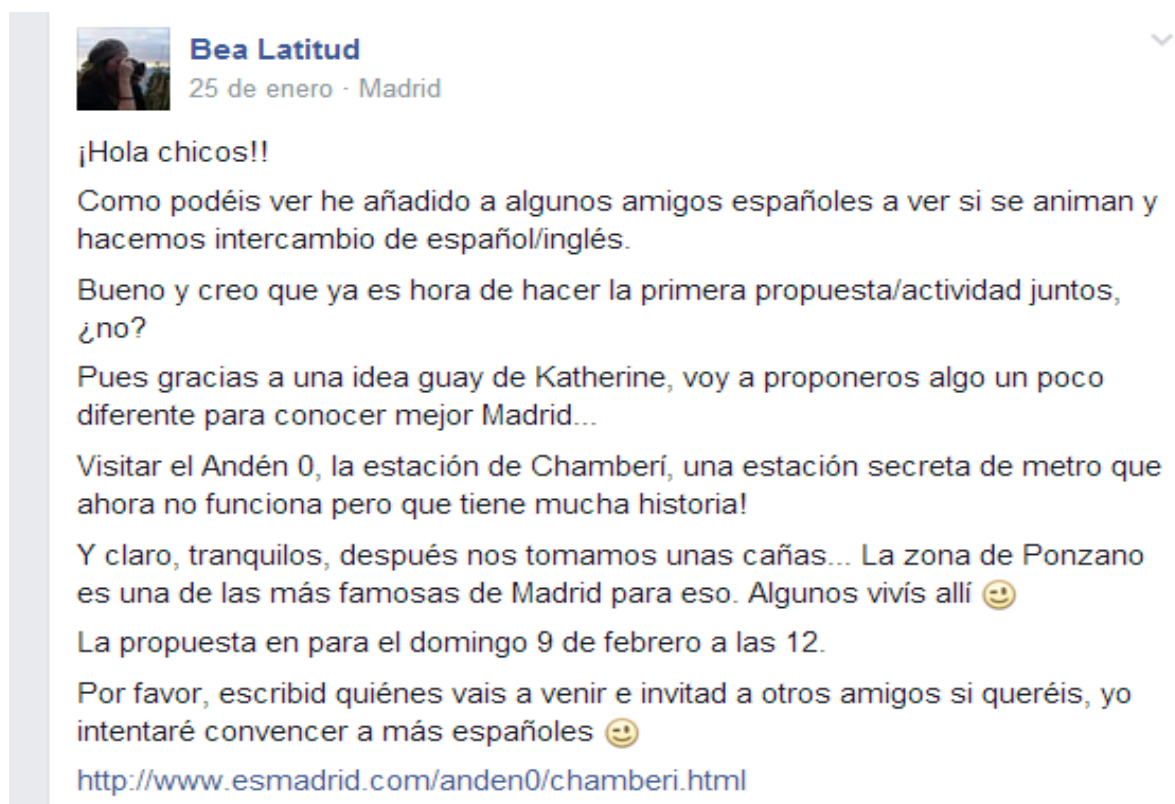 Bea Latitud
25 de enero · Madrid
¡Hola chicos!!
Como podéis ver he añadido a algunos amigos españoles a ver si se animan y
hacemos intercambio de español/inglés.
Bueno y creo que ya es hora de hacer la primera propuesta/actividad juntos,
¿no?
Pues gracias a una idea guay de Katherine, voy a proponeros algo un poco
diferente para conocer mejor Madrid...
Visitar el Andén 0, la estación de Chamberí, una estación secreta de metro que
ahora no funciona pero que tiene mucha historia!
Y claro, tranquilos, después nos tomamos unas cañas... La zona de Ponzano
es una de las más famosas de Madrid para eso. Algunos vivís allí
La propuesta en para el domingo 9 de febrero a las 12.
Por favor, escribid quiénes vais a venir e invitad a otros amigos si queréis, yo
intentaré convencer a más españoles
http://www.esmadrid.com/anden0/chamberi.html